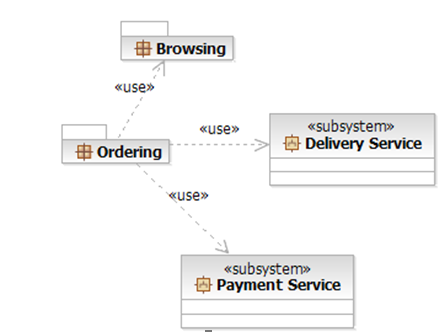 Browsing
«use»
«use»
«subsystem»
Delivery Service
Ordering
«use»
«subsystem»
Payment Service